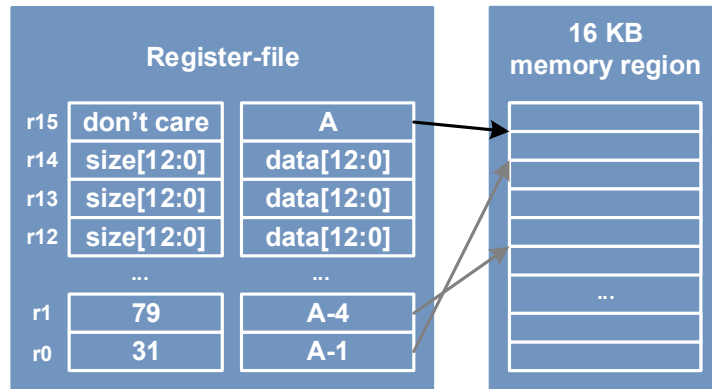 Register-file
r15 don't care A
r14 size[12:0] data[12:0]
r13 size[12:0] data[12:0]
r12 size[12:0] data[12:0]
... ...
r1 79 A-4
r0 31 A-1
16 KB
memory region
...